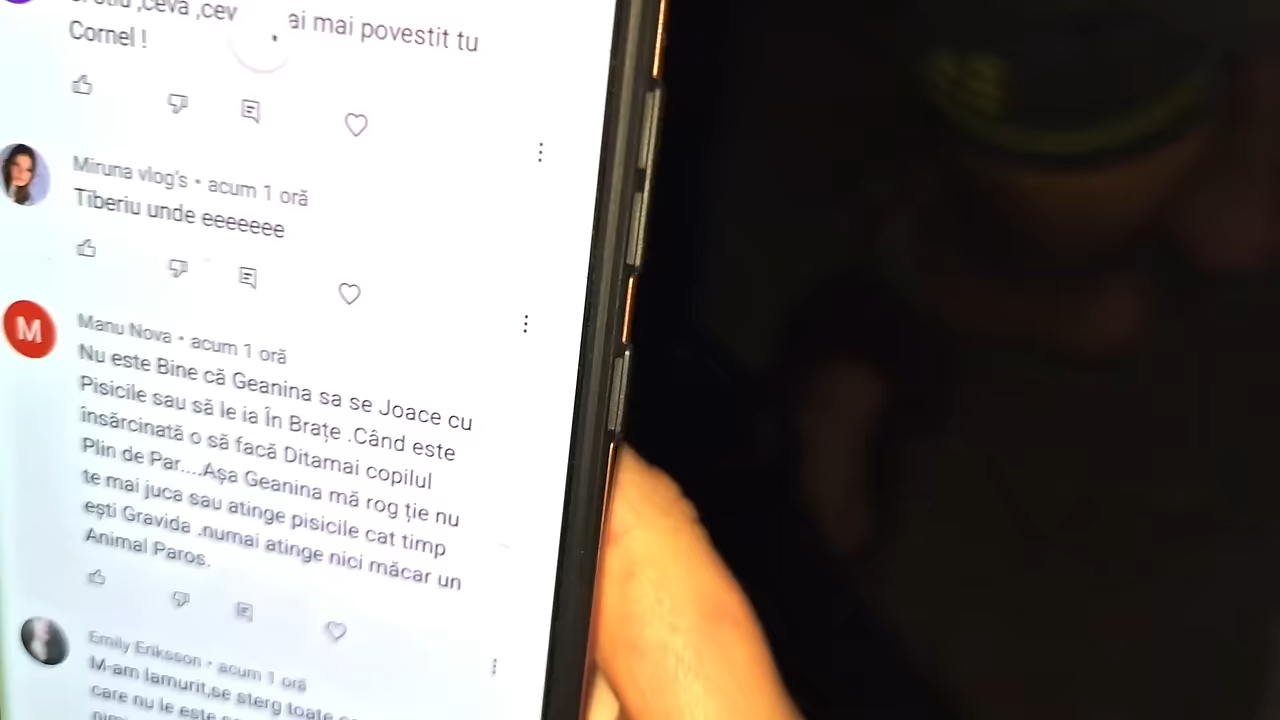 ,ceva ,cev ai mai povestit tu
Cornel !
Miruna vlog's • acum 1 oră
Tiberiu unde eeeeeee
M
Manu Nova • acum 1 oră
Nu este Bine că Geanina sa se Joace cu
Pisicile sau să le ia În Brațe .Când este
însărcinată o să facă Ditamai copilul
Plin de Par....Așa Geanina mă rog ție nu
te mai juca sau atinge pisicile cat timp
ești Gravida .numai atinge nici măcar un
Animal Paros.
Emily Eriksson • acum 1 oră
M-am lamurit,se sterg toate
care nu le este